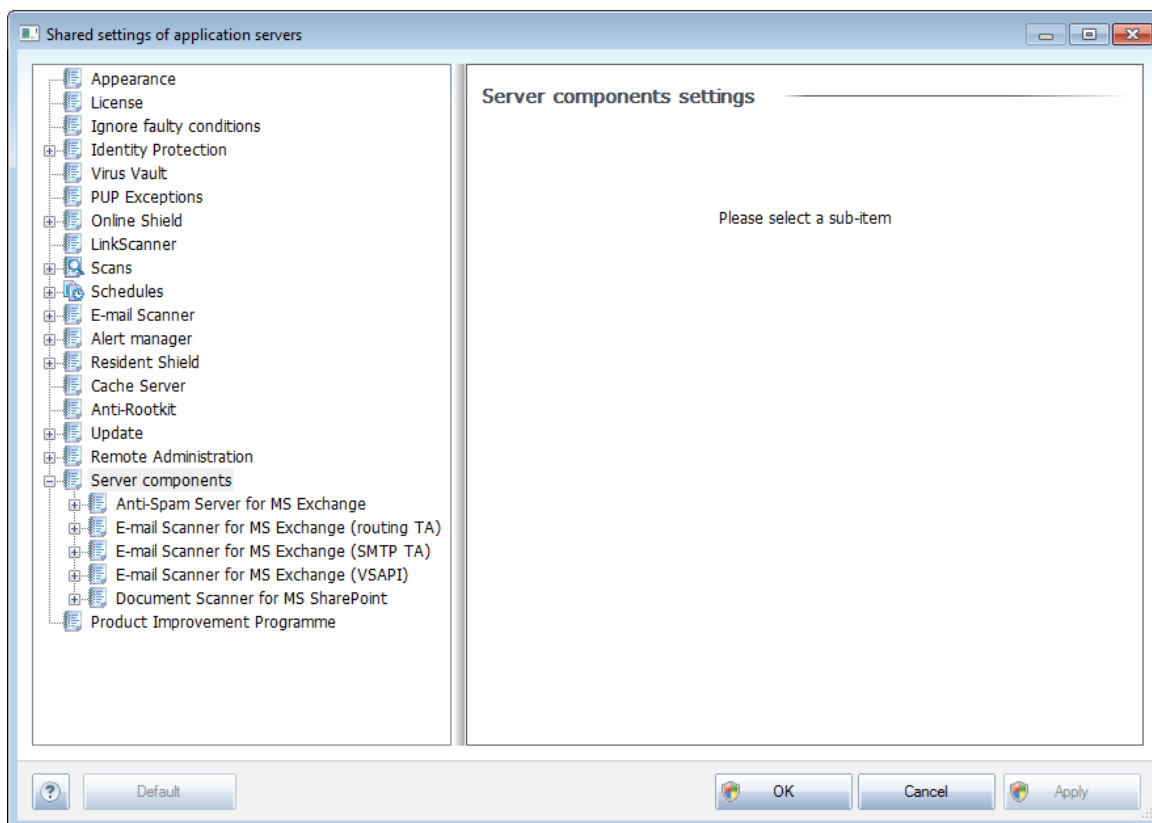 Shared settings of application servers
Appearance
License
Ignore faulty conditions
Identity Protection
Virus Vault
PUP Exceptions
Online Shield
LinkScanner
Scans
Schedules
E-mail Scanner
Alert manager
Resident Shield
Cache Server
Anti-Rootkit
Update
Remote Administration
Server components
Anti-Spam Server for MS Exchange
E-mail Scanner for MS Exchange (routing TA)
E-mail Scanner for MS Exchange (SMTP TA)
E-mail Scanner for MS Exchange (VSAPI)
Document Scanner for MS SharePoint
Product Improvement Programme
Server components settings
Please select a sub-item
?
Default
OK
Cancel
Apply